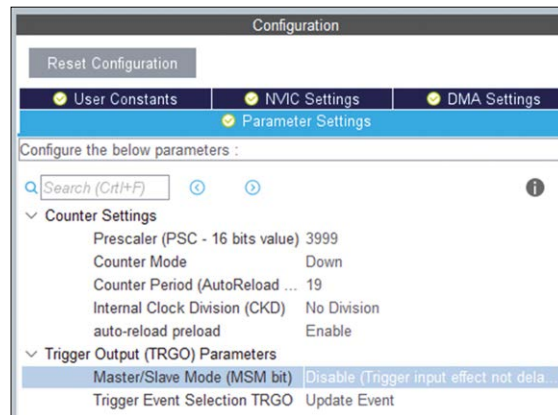 Configuration
Reset Configuration
User Constants NVIC Settings DMA Settings
Parameter Settings
Configure the below parameters :
Search (Crtl+F)
Counter Settings
Prescaler (PSC - 16 bits value) 3999
Counter Mode Down
Counter Period (AutoReload ... 19
Internal Clock Division (CKD) No Division
auto-reload preload Enable
Trigger Output (TRGO) Parameters
Master/Slave Mode (MSM bit) Disable (Trigger input effect not dela...
Trigger Event Selection TRGO Update Event